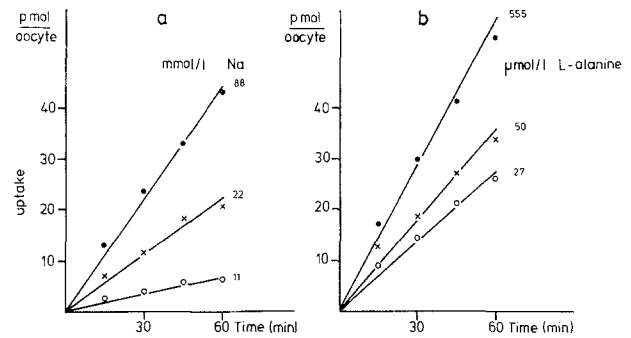 pmol
oocyte
a
mmol/l Na
88
40
30
20
10
uptake
22
11
30
60
Time (min)
pmol
oocyte
b
555
µmol/l L-alanine
40
30
20
10
50
27
30
60
Time (min)